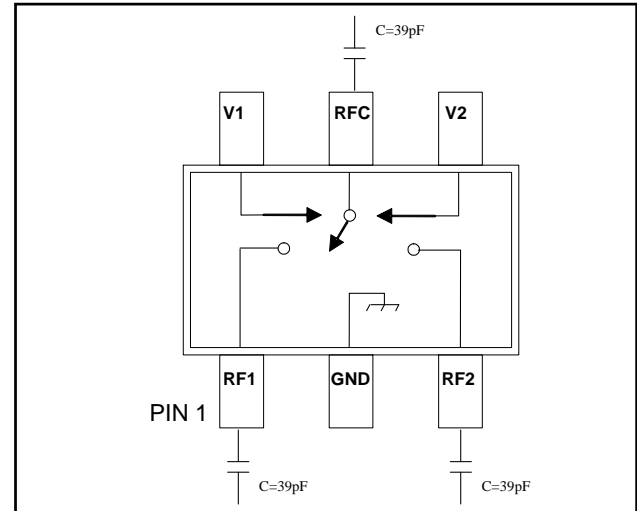 C=39pF
V1
RFC
V2
RF1
GND
RF2
PIN 1
C=39pF
C=39pF